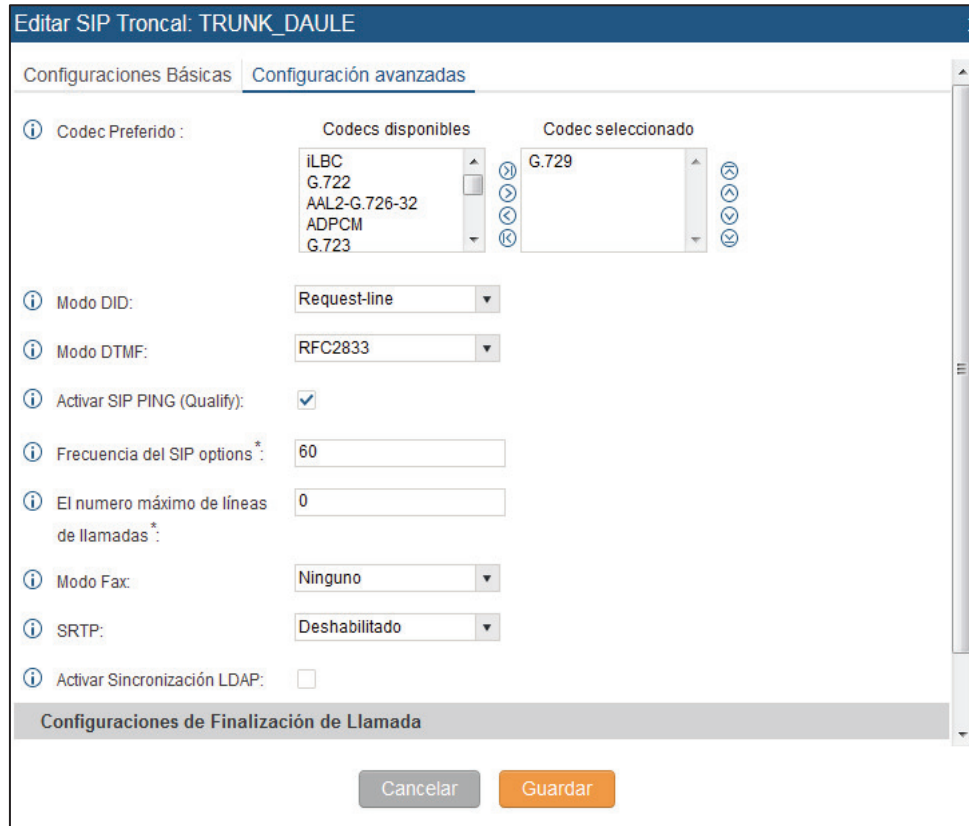 Editar SIP Troncal: TRUNK_DAULE
Configuraciones Básicas Configuración avanzadas
Codec Preferido :
Codecs disponibles Codec seleccionado
iLBC
G.722
AAL2-G.726-32
ADPCM
G.723
G.729
Modo DID: Request-line
Modo DTMF: RFC2833
Activar SIP PING (Qualify):
Frecuencia del SIP options*: 60
El numero máximo de líneas
de llamadas*:
0
Modo Fax: Ninguno
SRTP: Deshabilitado
Activar Sincronización LDAP:
Configuraciones de Finalización de Llamada
Cancelar Guardar